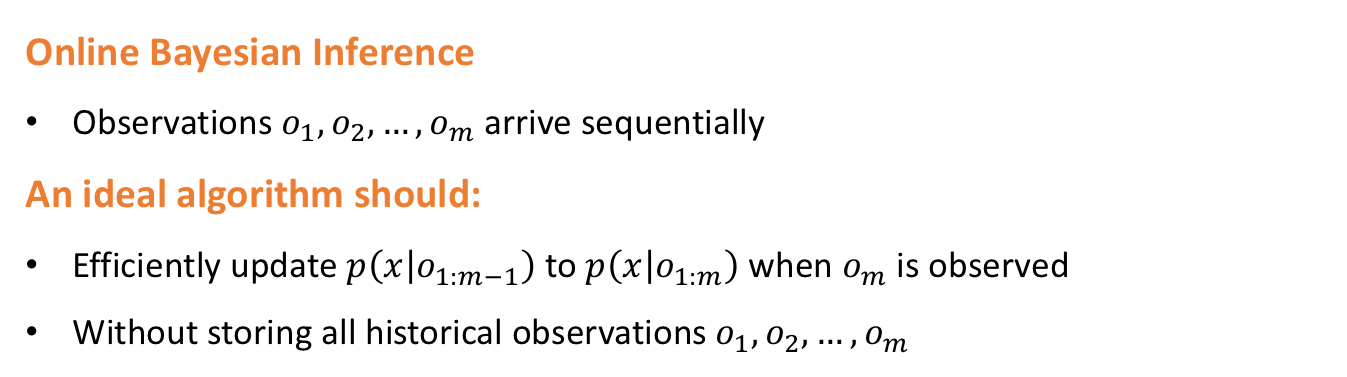 Online Bayesian Inference
• Observations 𝑜₁, 𝑜₂, … , 𝑜ₘ arrive sequentially
An ideal algorithm should:
• Efficiently update 𝑝(𝑥|𝑜₁:ₘ₋₁) to 𝑝(𝑥|𝑜₁:ₘ) when 𝑜ₘ is observed
• Without storing all historical observations 𝑜₁, 𝑜₂, … , 𝑜ₘ